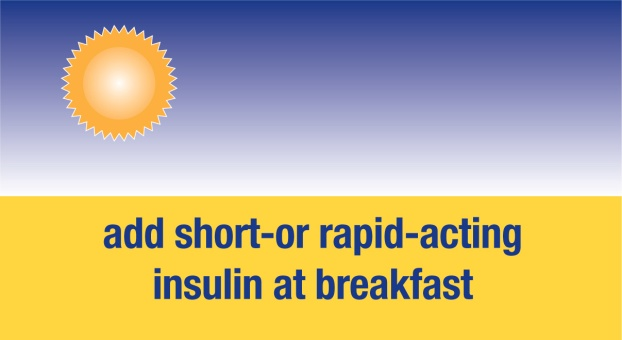 add short-or rapid-acting
insulin at breakfast